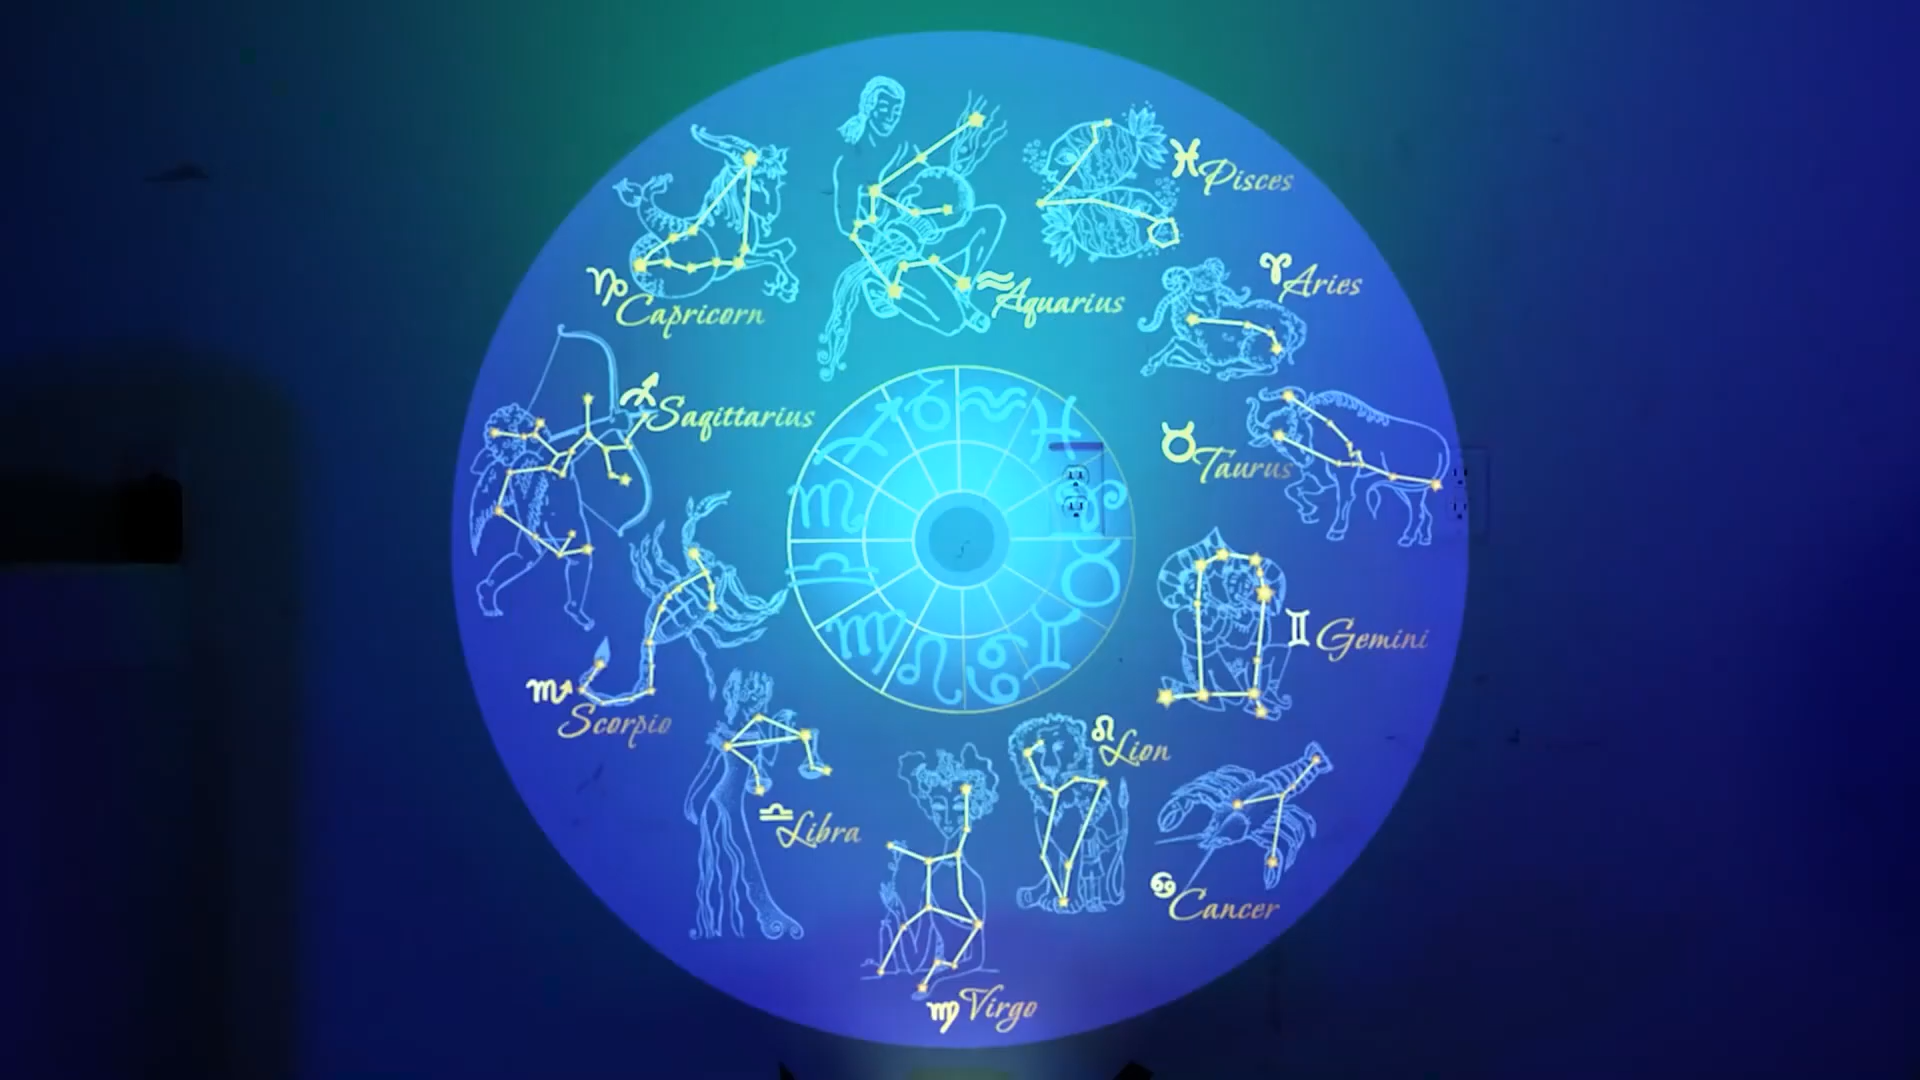 Pisces
Aries
Capricorn
Aquarius
Sagittarius
Taurus
Gemini
Scorpio
Lion
Libra
Cancer
Virgo